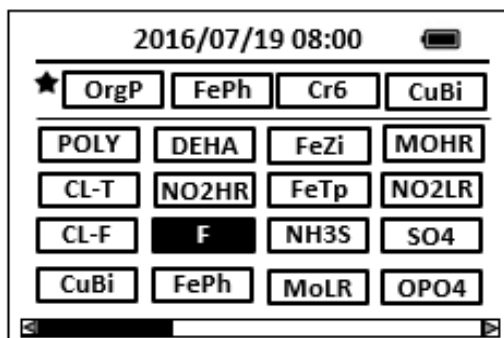 2016/07/19 08:00
OrgP FePh Cr6 CuBi
POLY DEHA FeZi MOHR
CL-T NO2HR FeTp NO2LR
CL-F F NH3S SO4
CuBi FePh MoLR OPO4